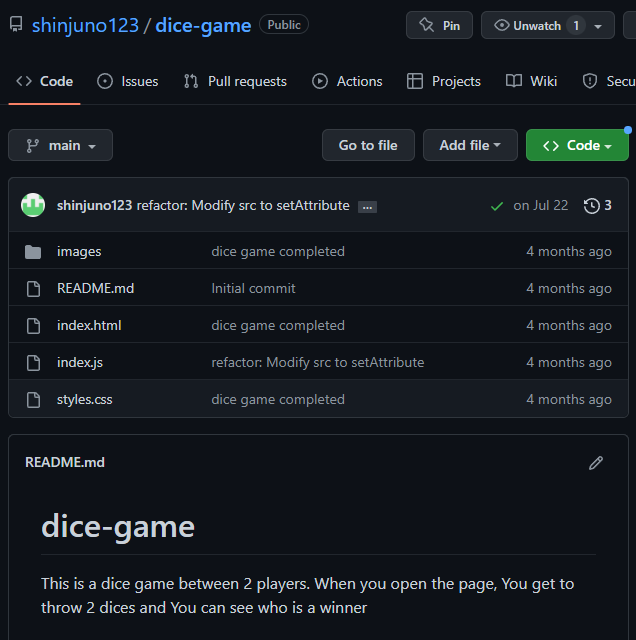 shinjuno123 / dice-game Public Pin Unwatch 1
Code Issues Pull requests Actions Projects Wiki Secu
main Go to file Add file Code
shinjuno123 refactor: Modify src to setAttribute ... on Jul 22 3
images dice game completed 4 months ago
README.md Initial commit 4 months ago
index.html dice game completed 4 months ago
index.js refactor: Modify src to setAttribute 4 months ago
styles.css dice game completed 4 months ago
README.md
dice-game
This is a dice game between 2 players. When you open the page, You get to
throw 2 dices and You can see who is a winner